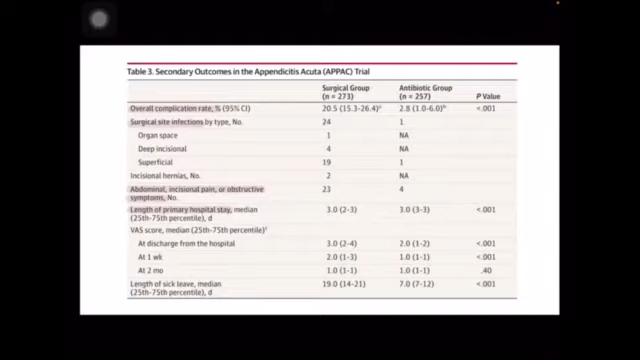 Table 3. Secondary Outcomes in the Appendicitis Acuta (APPAC) Trial
Surgical Group (n = 273) Antibiotic Group (n = 257) P Value
Overall complication rate, % (95% CI) 20.5 (15.3-26.4)a 2.8 (1.0-6.0)b <.001
Surgical site infections by type, No. 24 1
Organ space 1 NA
Deep incisional 4 NA
Superficial 19 1
Incisional hernias, No. 2 NA
Abdominal, incisional pain, or obstructive symptoms, No. 23 4
Length of primary hospital stay, median (25th-75th percentile), d 3.0 (2-3) 3.0 (3-3) <.001
VAS score, median (25th-75th percentile)c
At discharge from the hospital 3.0 (2-4) 2.0 (1-2) <.001
At 1 wk 2.0 (1-3) 1.0 (1-1) <.001
At 2 mo 1.0 (1-1) 1.0 (1-1) .40
Length of sick leave, median (25th-75th percentile), d 19.0 (14-21) 7.0 (7-12) <.001